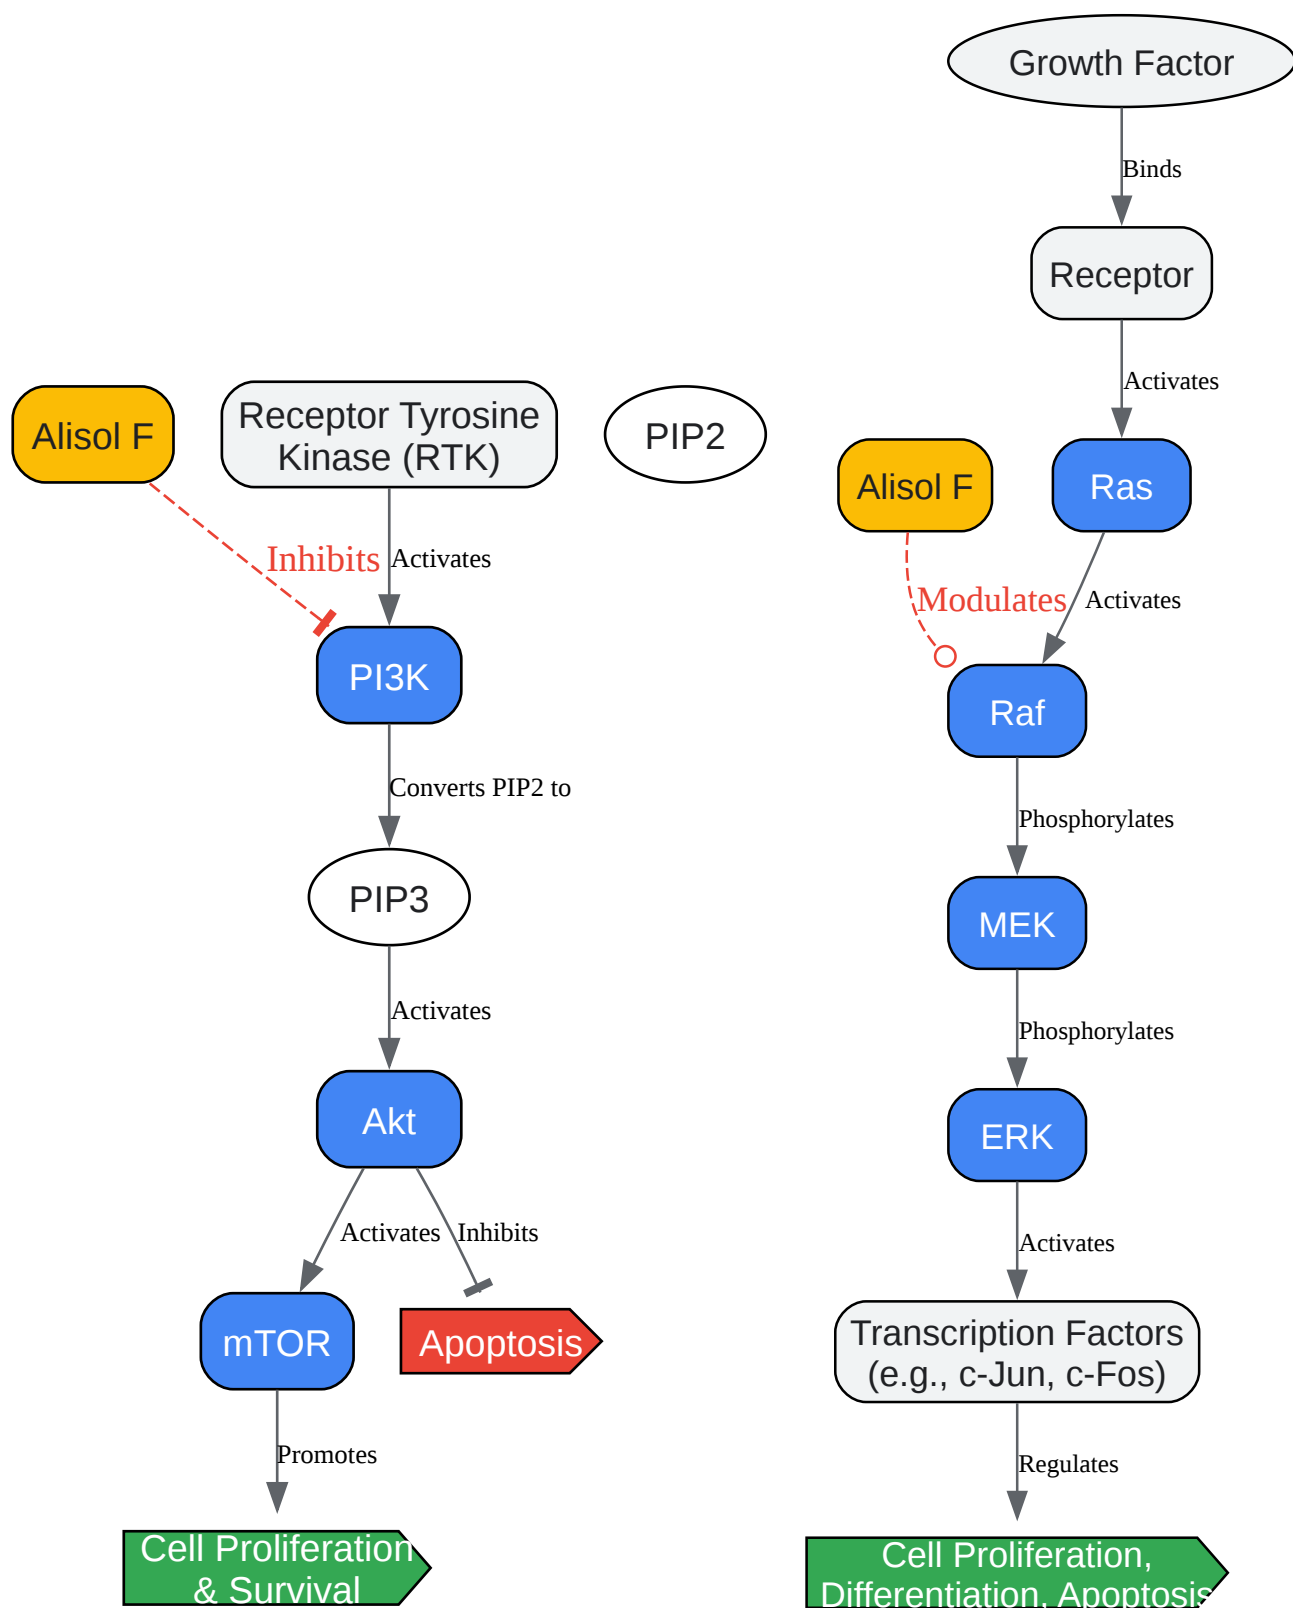 Growth Factor
Binds
Receptor
Activates
Alisol F
Receptor Tyrosine
Kinase (RTK)
PIP2
Alisol F
Ras
Inhibits
Activates
Modulates
Activates
PI3K
Raf
Converts PIP2 to
Phosphorylates
PIP3
MEK
Activates
Phosphorylates
Akt
ERK
Activates
Inhibits
Activates
mTOR
Apoptosis
Transcription Factors
(e.g., c-Jun, c-Fos)
Promotes
Regulates
Cell Proliferation
& Survival
Cell Proliferation,
Differentiation, Apoptosis